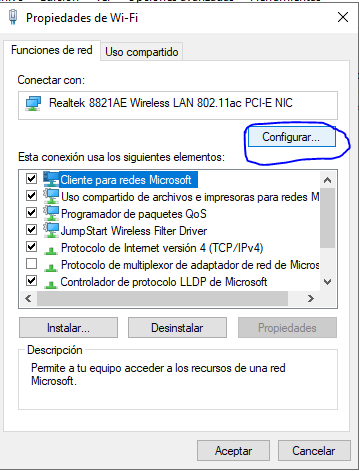 Propiedades de Wi-Fi
Funciones de red
Uso compartido
Conectar con:
Realtek 8821AE Wireless LAN 802.11ac PCI-E NIC
Configurar...
Esta conexión usa los siguientes elementos:
Cliente para redes Microsoft
Uso compartido de archivos e impresoras para redes M
Programador de paquetes QoS
JumpStart Wireless Filter Driver
Protocolo de Internet versión 4 (TCP/IPv4)
Protocolo de multiplexor de adaptador de red de Micros
Controlador de protocolo LLDP de Microsoft
Instalar...
Desinstalar
Propiedades
Descripción
Permite a tu equipo acceder a los recursos de una red
Microsoft.
Aceptar
Cancelar